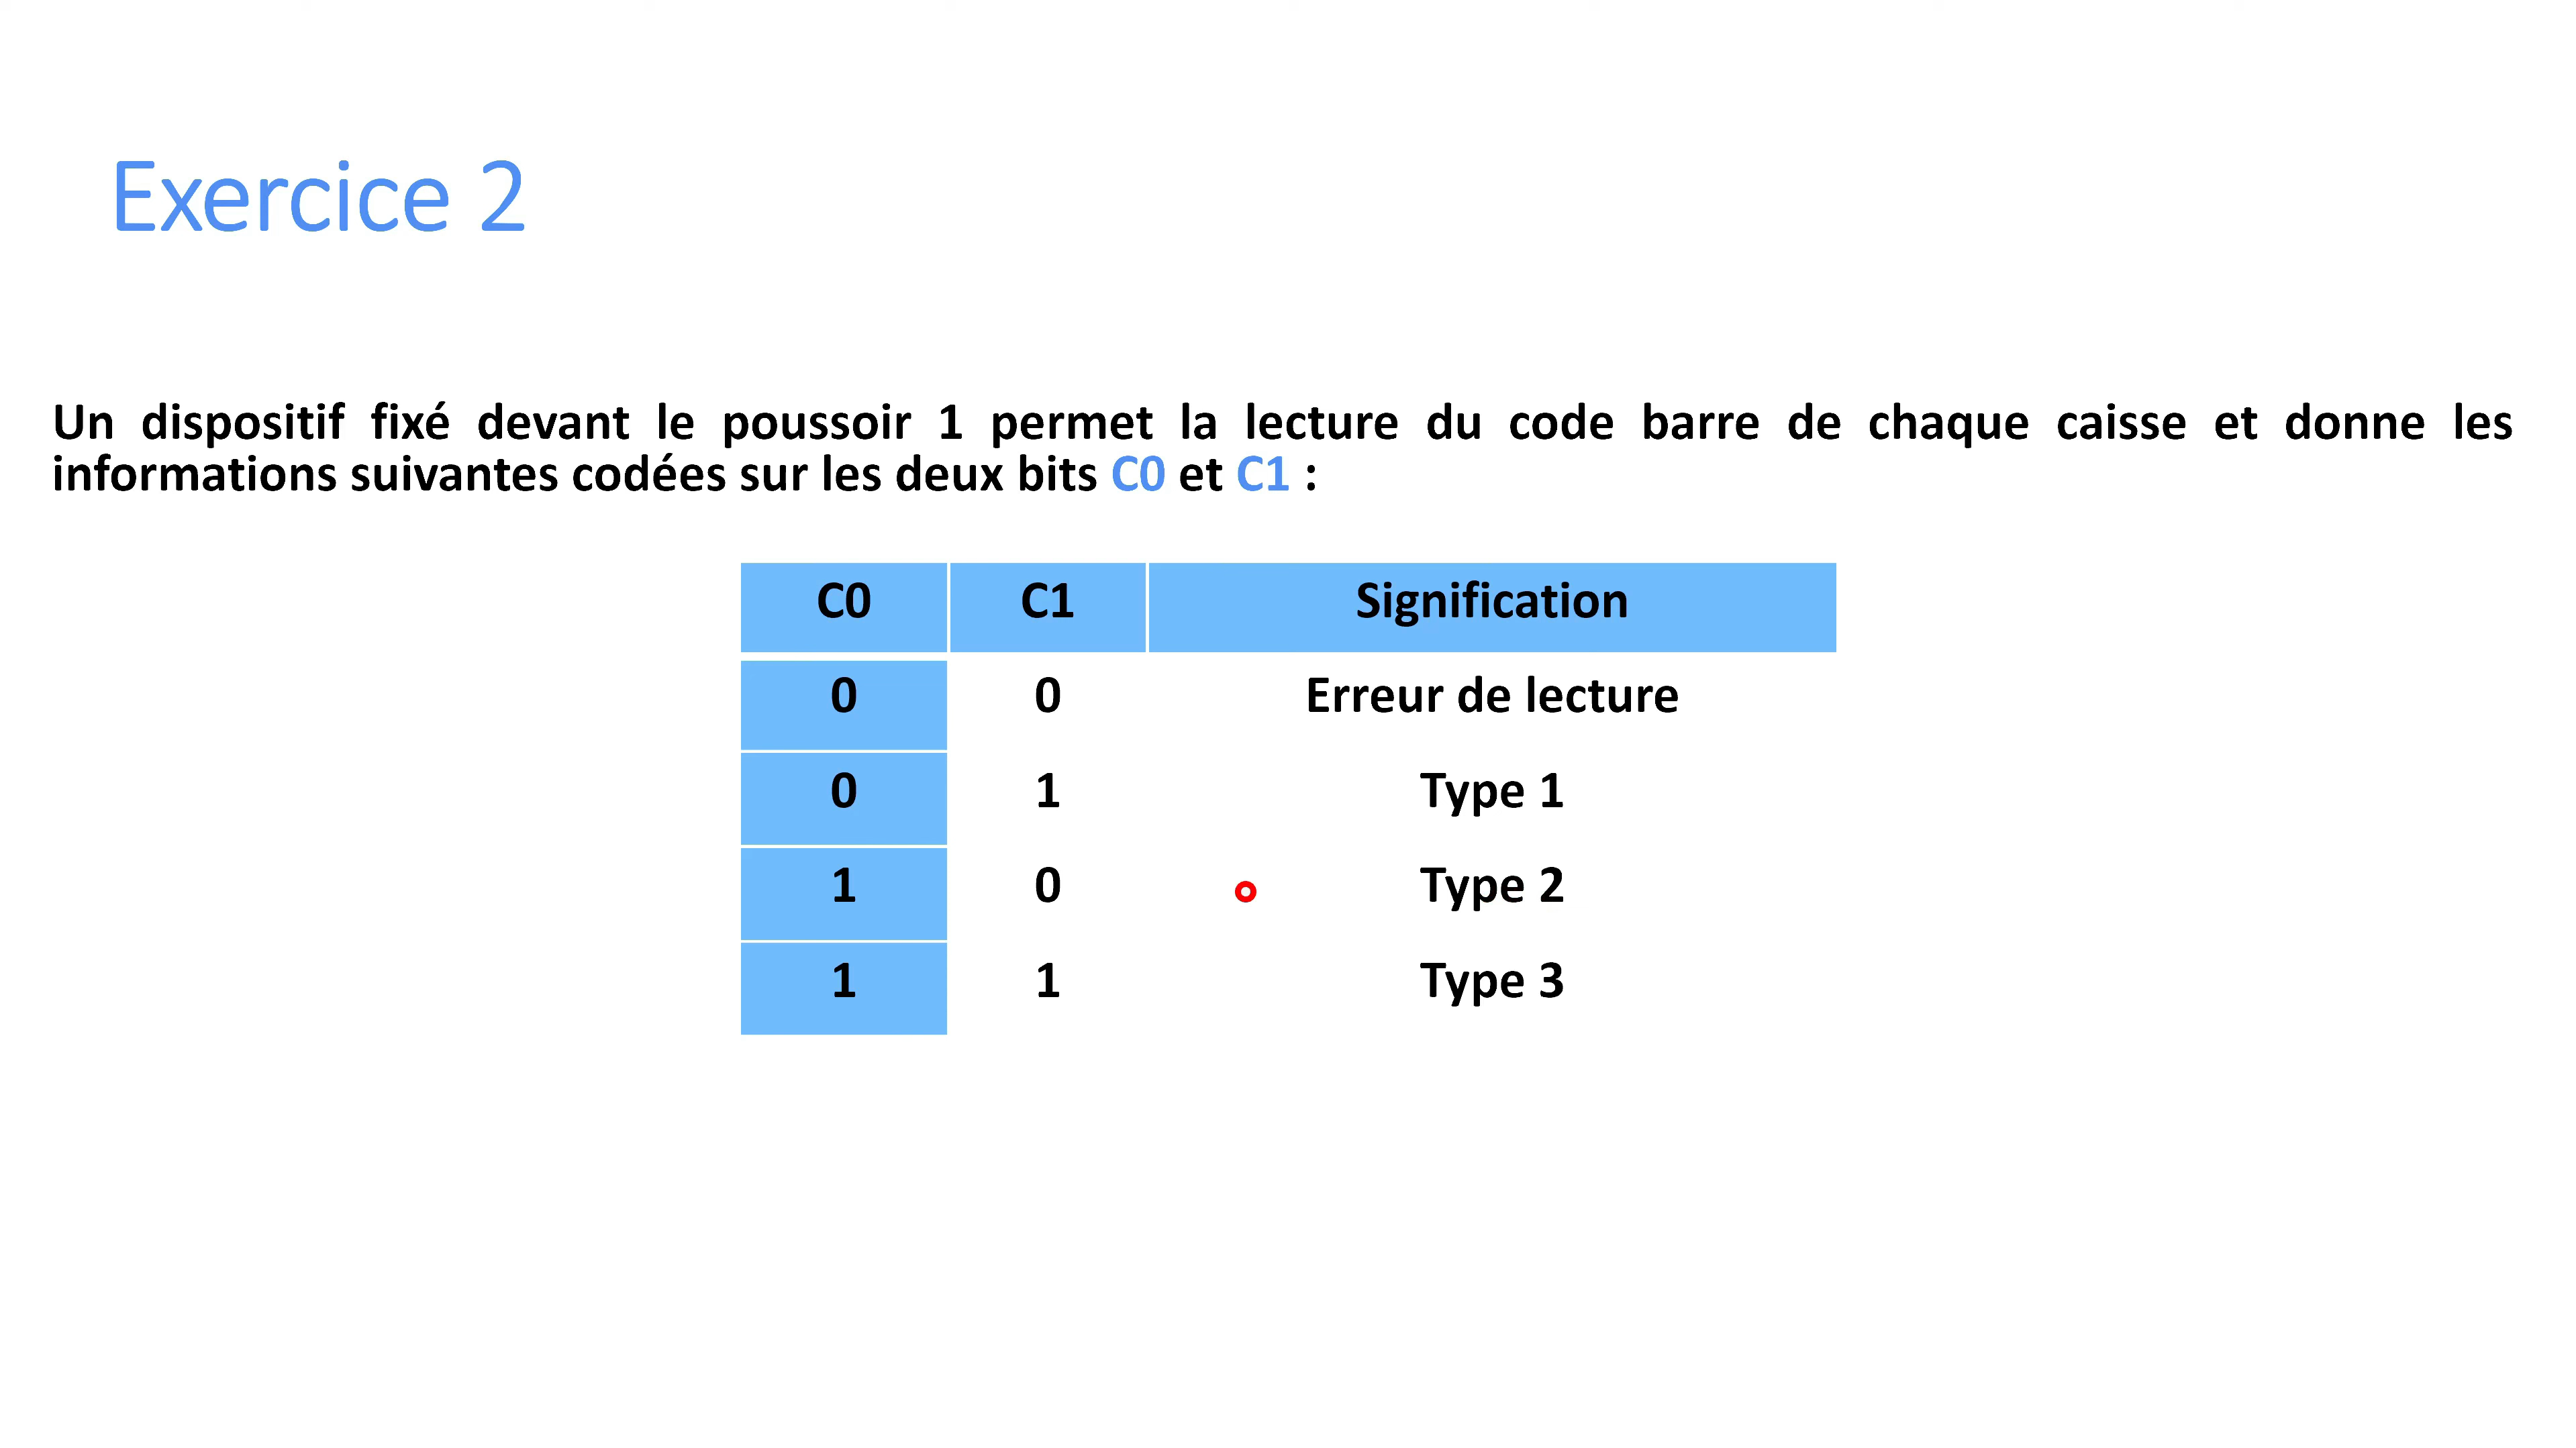 Exercice 2
Un dispositif fixé devant le poussoir 1 permet la lecture du code barre de chaque caisse et donne les
informations suivantes codées sur les deux bits C0 et C1 :
C0 C1 Signification
0 0 Erreur de lecture
0 1 Type 1
1 0 Type 2
1 1 Type 3